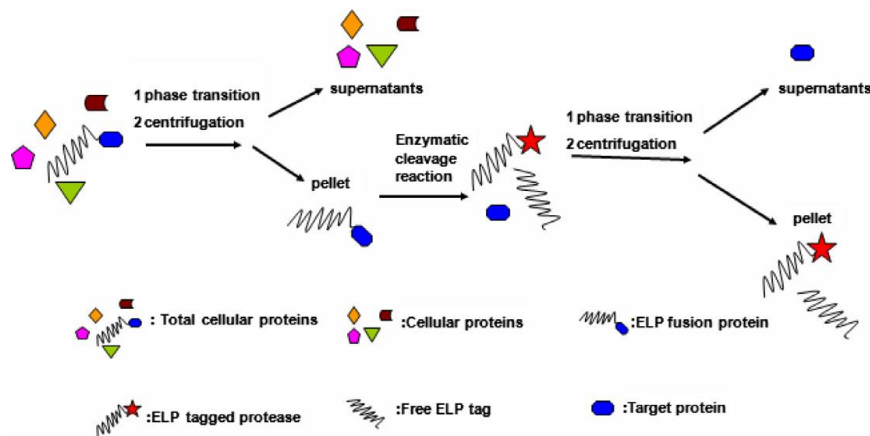 1 phase transition
2 centrifugation
supernatants
pellet
Enzymatic
cleavage
reaction
1 phase transition
2 centrifugation
supernatants
pellet
: Total cellular proteins
:Cellular proteins
:ELP fusion protein
:ELP tagged protease
:Free ELP tag
:Target protein